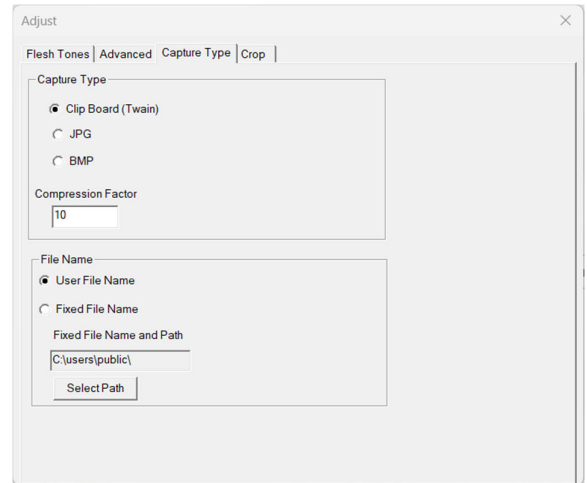 Adjust
Flesh Tones Advanced Capture Type Crop
Capture Type
Clip Board (Twain)
JPG
BMP
Compression Factor
10
File Name
User File Name
Fixed File Name
Fixed File Name and Path
C:\users\public\
Select Path